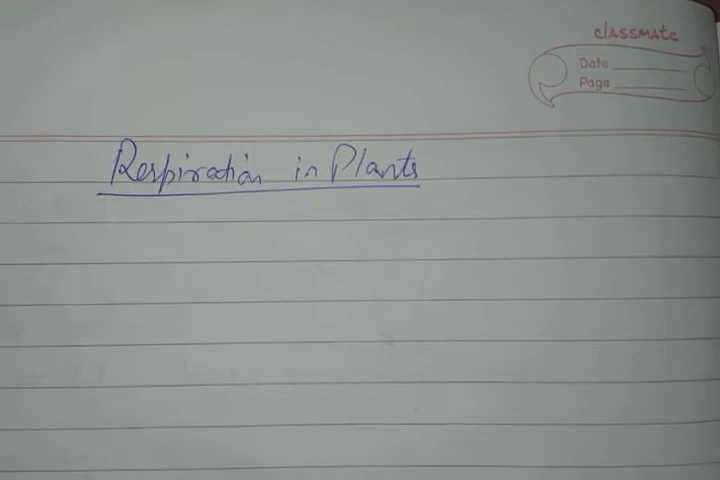 classmate
Date
Page
Respiration in Plants